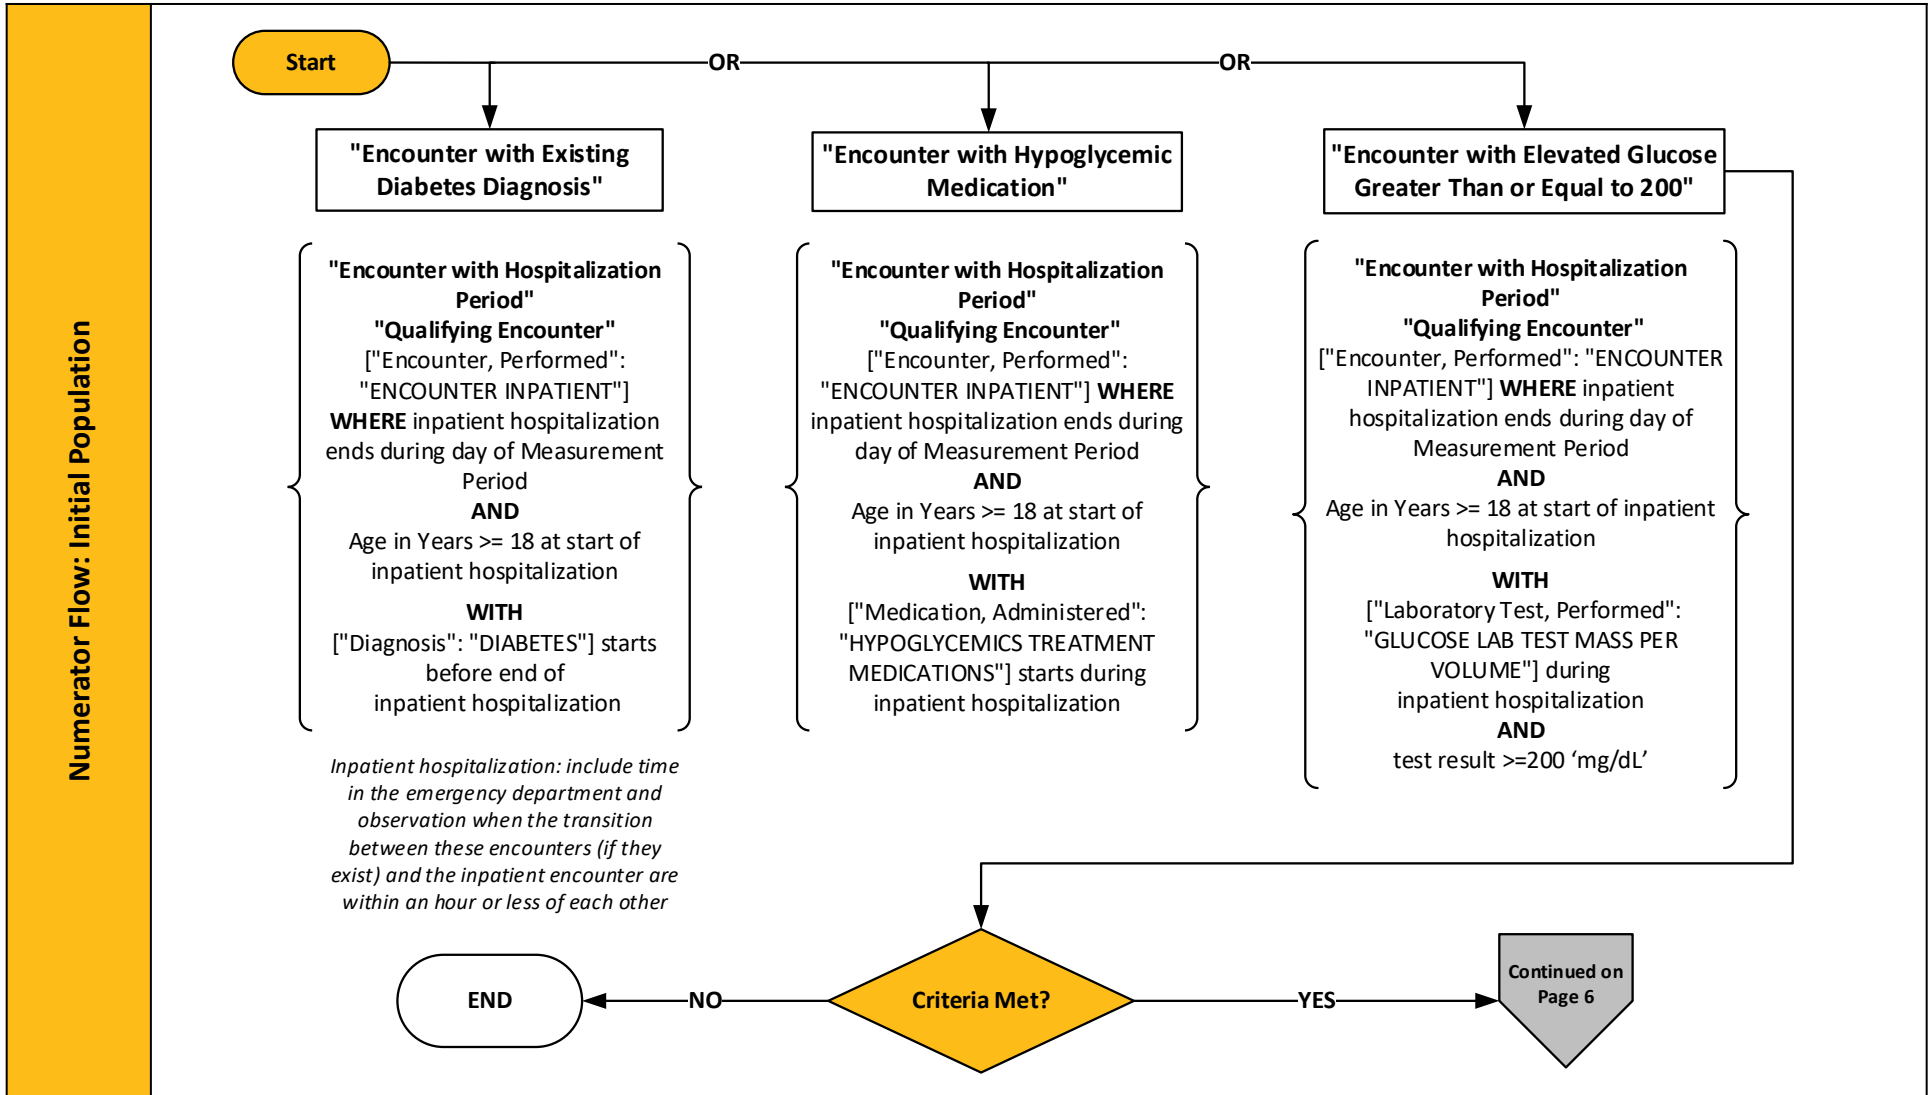 Numerator Flow: Initial Population
Start
OR
OR
"Encounter with Existing
Diabetes Diagnosis"
"Encounter with Hypoglycemic
Medication"
"Encounter with Elevated Glucose
Greater Than or Equal to 200"
"Encounter with Hospitalization
Period"
"Qualifying Encounter"
["Encounter, Performed":
"ENCOUNTER INPATIENT"]
WHERE inpatient hospitalization
ends during day of Measurement
Period
AND
Age in Years >= 18 at start of
inpatient hospitalization
WITH
["Diagnosis": "DIABETES"] starts
before end of
inpatient hospitalization
"Encounter with Hospitalization
Period"
"Qualifying Encounter"
["Encounter, Performed":
"ENCOUNTER INPATIENT"] WHERE
inpatient hospitalization ends during
day of Measurement Period
AND
Age in Years >= 18 at start of
inpatient hospitalization
WITH
["Medication, Administered":
"HYPOGLYCEMICS TREATMENT
MEDICATIONS"] starts during
inpatient hospitalization
"Encounter with Hospitalization
Period"
"Qualifying Encounter"
["Encounter, Performed": "ENCOUNTER
INPATIENT"] WHERE inpatient
hospitalization ends during day of
Measurement Period
AND
Age in Years >= 18 at start of inpatient
hospitalization
WITH
["Laboratory Test, Performed":
"GLUCOSE LAB TEST MASS PER
VOLUME"] during
inpatient hospitalization
AND
test result >=200 ‘mg/dL’
Inpatient hospitalization: include time
in the emergency department and
observation when the transition
between these encounters (if they
exist) and the inpatient encounter are
within an hour or less of each other
END
NO
Criteria Met?
YES
Continued on
Page 6